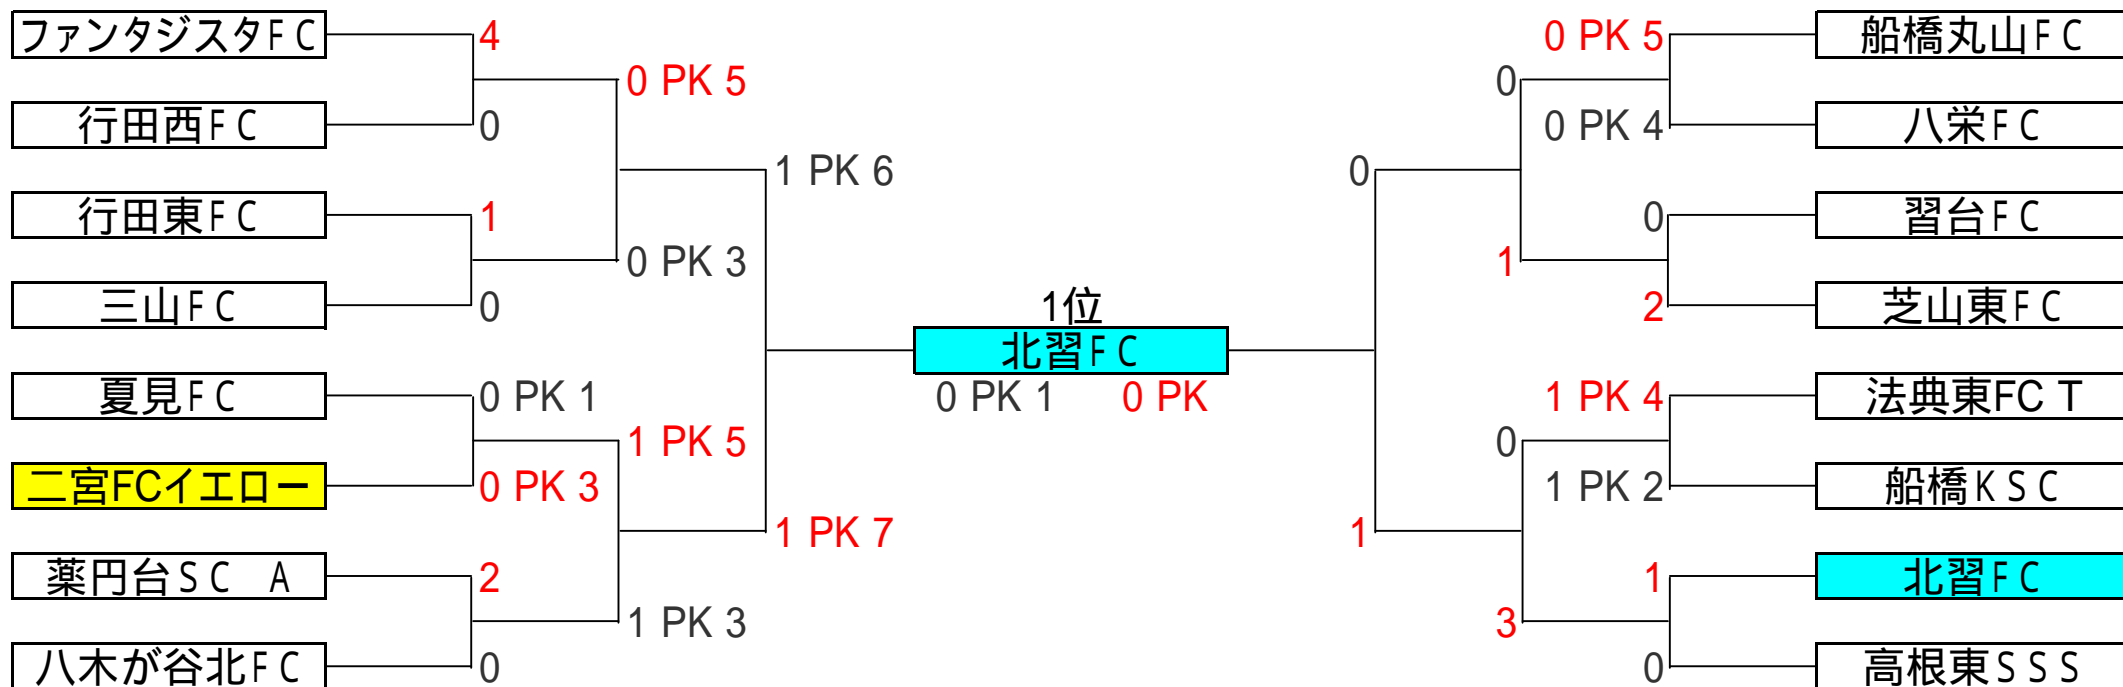 ファンタジスタＦＣ
4
0 PK 5
行田西ＦＣ
0
1 PK 6
行田東ＦＣ
1
0 PK 3
三山ＦＣ
0
夏見ＦＣ
0 PK 1
1 PK 5
二宮FCイエロー
0 PK 3
1 PK 7
薬円台ＳＣ　Ａ
2
1 PK 3
八木が谷北ＦＣ
0
1位
北習ＦＣ
0 PK 1
0 PK
0 PK 5
船橋丸山ＦＣ
0
0 PK 4
八栄ＦＣ
0
0
習台ＦＣ
1
2
芝山東ＦＣ
1 PK 4
法典東FC T
0
1 PK 2
船橋ＫＳＣ
1
1
北習ＦＣ
3
0
高根東ＳＳＳ